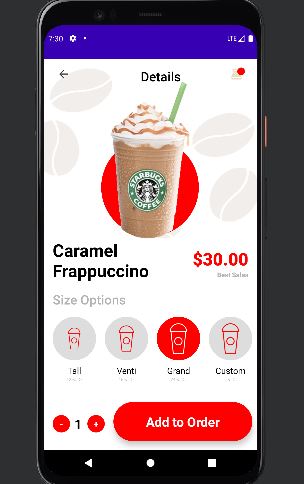 7:30
LTE
Details
STARBUCKS
COFFEE
Caramel
Frappuccino
$30.00
Best Sales
Size Options
Tall
Venti
Grand
Custom
- 1 +
Add to Order